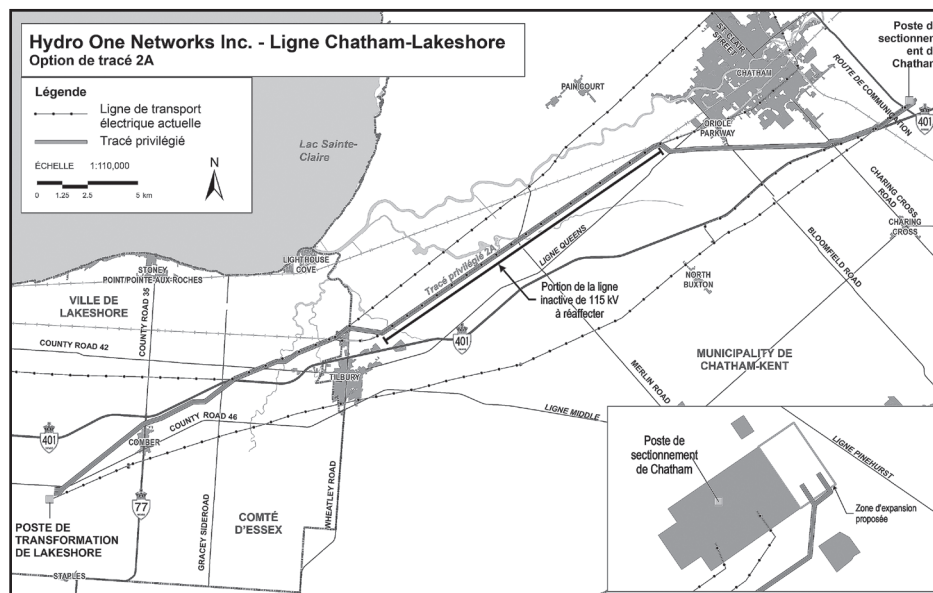 Hydro One Networks Inc. - Ligne Chatham-Lakeshore
Option de tracé 2A
Légende
Ligne de transport
électrique actuelle
Tracé privilégié
ÉCHELLE 1:110,000
0 1.25 2.5 5 km
N
Lac Sainte-
Claire
PAIN COURT
ST. CLAIR
STREET
CHATHAM
ORIOLE
PARKWAY
Poste de
sectionnem
ent d
Chatham
ROUTE DE COMMUNICATION
401
CHARING CROSS
ROAD
CHARING
CROSS
BLOOMFIELD ROAD
LIGHTHOUSE
COVE
STONEY
POINT/POINTE-AUX-ROCHES
VILLE DE
LAKESHORE
COUNTY ROAD 35
COUNTY ROAD 42
Tracé privilégié 2A
LIGNE QUEENS
Portion de la ligne
inactive de 115 kV
à réaffecter
NORTH
BUXTON
401
TILBURY
MUNICIPALITY DE
CHATHAM-KENT
MERLIN ROAD
LIGNE MIDDLE
COUNTY ROAD 46
401
COMBER
77
POSTE DE
TRANSFORMATION
DE LAKESHORE
STAPLES
GRACEY SIDEROAD
COMTÉ
D'ESSEX
WHEATLEY ROAD
Poste de
sectionnement
de Chatham
LIGNE PINEHURST
Zone d'expansion
proposée